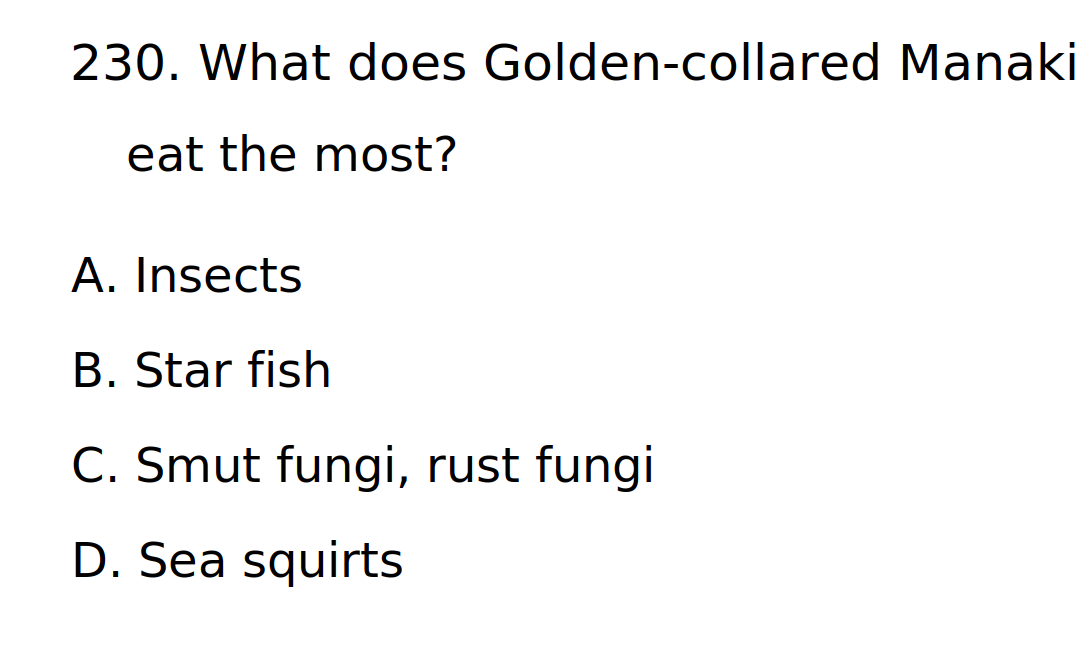 230. What does Golden-collared Manaki
eat the most?
A. Insects
B. Star fish
C. Smut fungi, rust fungi
D. Sea squirts